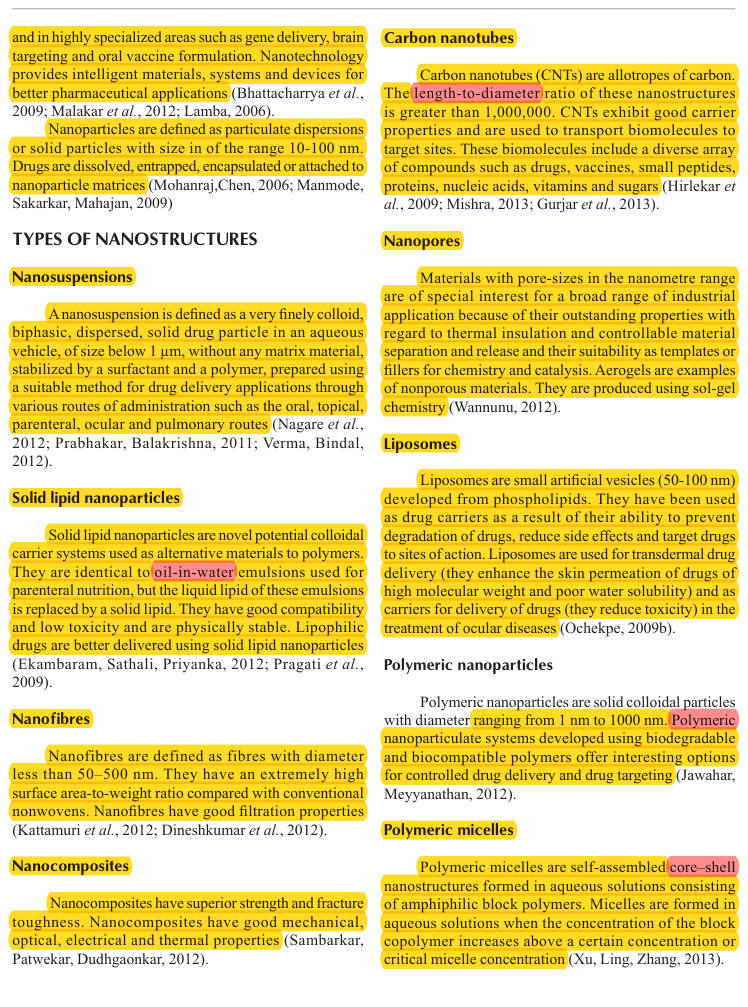 and in highly specialized areas such as gene delivery, brain
targeting and oral vaccine formulation. Nanotechnology
provides intelligent materials, systems and devices for
better pharmaceutical applications (Bhattacharrya et al.,
2009; Malakar et al., 2012; Lamba, 2006).
Nanoparticles are defined as particulate dispersions
or solid particles with size in of the range 10-100 nm.
Drugs are dissolved, entrapped, encapsulated or attached to
nanoparticle matrices (Mohanraj,Chen, 2006; Manmode,
Sakarkar, Mahajan, 2009)
TYPES OF NANOSTRUCTURES
Nanosuspensions
A nanosuspension is defined as a very finely colloid,
biphasic, dispersed, solid drug particle in an aqueous
vehicle, of size below 1 µm, without any matrix material,
stabilized by a surfactant and a polymer, prepared using
a suitable method for drug delivery applications through
various routes of administration such as the oral, topical,
parenteral, ocular and pulmonary routes (Nagare et al.,
2012; Prabhakar, Balakrishna, 2011; Verma, Bindal,
2012).
Solid lipid nanoparticles
Solid lipid nanoparticles are novel potential colloidal
carrier systems used as alternative materials to polymers.
They are identical to oil-in-water emulsions used for
parenteral nutrition, but the liquid lipid of these emulsions
is replaced by a solid lipid. They have good compatibility
and low toxicity and are physically stable. Lipophilic
drugs are better delivered using solid lipid nanoparticles
(Ekambaram, Sathali, Priyanka, 2012; Pragati et al.,
2009).
Nanofibres
Nanofibres are defined as fibres with diameter
less than 50–500 nm. They have an extremely high
surface area-to-weight ratio compared with conventional
nonwovens. Nanofibres have good filtration properties
(Kattamuri et al., 2012; Dineshkumar et al., 2012).
Nanocomposites
Nanocomposites have superior strength and fracture
toughness. Nanocomposites have good mechanical,
optical, electrical and thermal properties (Sambarkar,
Patwekar, Dudhgaonkar, 2012).
Carbon nanotubes
Carbon nanotubes (CNTs) are allotropes of carbon.
The length-to-diameter ratio of these nanostructures
is greater than 1,000,000. CNTs exhibit good carrier
properties and are used to transport biomolecules to
target sites. These biomolecules include a diverse array
of compounds such as drugs, vaccines, small peptides,
proteins, nucleic acids, vitamins and sugars (Hirlekar et
al., 2009; Mishra, 2013; Gurjar et al., 2013).
Nanopores
Materials with pore-sizes in the nanometre range
are of special interest for a broad range of industrial
application because of their outstanding properties with
regard to thermal insulation and controllable material
separation and release and their suitability as templates or
fillers for chemistry and catalysis. Aerogels are examples
of nonporous materials. They are produced using sol-gel
chemistry (Wannunu, 2012).
Liposomes
Liposomes are small artificial vesicles (50-100 nm)
developed from phospholipids. They have been used
as drug carriers as a result of their ability to prevent
degradation of drugs, reduce side effects and target drugs
to sites of action. Liposomes are used for transdermal drug
delivery (they enhance the skin permeation of drugs of
high molecular weight and poor water solubility) and as
carriers for delivery of drugs (they reduce toxicity) in the
treatment of ocular diseases (Ochekpe, 2009b).
Polymeric nanoparticles
Polymeric nanoparticles are solid colloidal particles
with diameter ranging from 1 nm to 1000 nm. Polymeric
nanoparticulate systems developed using biodegradable
and biocompatible polymers offer interesting options
for controlled drug delivery and drug targeting (Jawahar,
Meyyanathan, 2012).
Polymeric micelles
Polymeric micelles are self-assembled core–shell
nanostructures formed in aqueous solutions consisting
of amphiphilic block polymers. Micelles are formed in
aqueous solutions when the concentration of the block
copolymer increases above a certain concentration or
critical micelle concentration (Xu, Ling, Zhang, 2013).